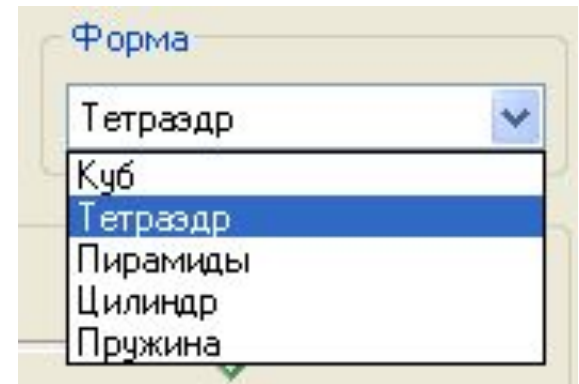 Форма
Тетраэдр
Куб
Тетраэдр
Пирамиды
Цилиндр
Пружина